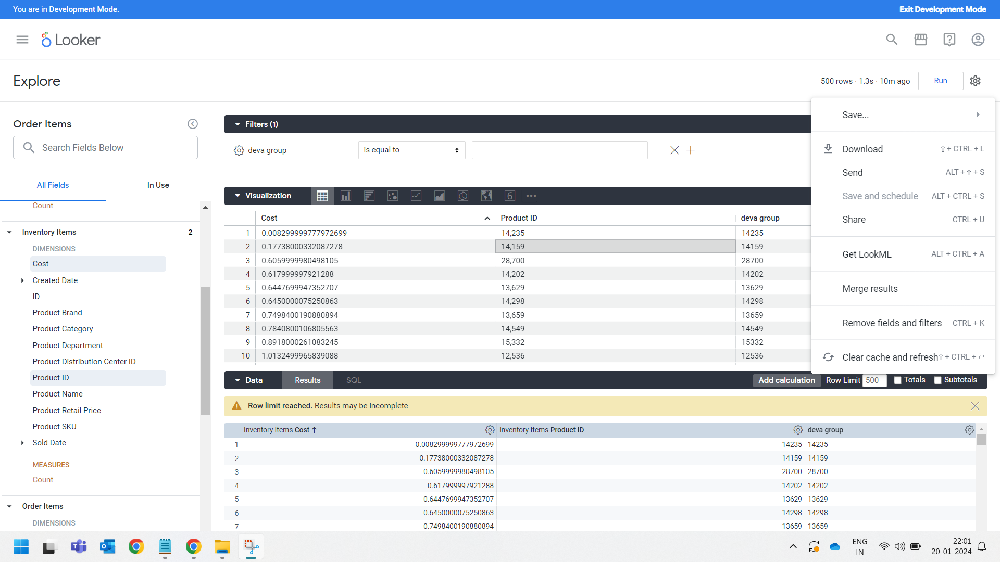 You are in Development Mode.
Exit Development Mode
Looker
Explore
500 rows · 1.3s · 10m ago
Run
Order Items
Search Fields Below
All Fields
In Use
Count
Inventory Items 2
DIMENSIONS
Cost
Created Date
ID
Product Brand
Product Category
Product Department
Product Distribution Center ID
Product ID
Product Name
Product Retail Price
Product SKU
Sold Date
MEASURES
Count
Order Items
DIMENSIONS
Filters (1)
deva group
is equal to
Visualization
6
Cost Product ID deva group
1 0.008299999777972699 14,235 14235
2 0.17738000332087278 14,159 14159
3 0.6059999980498105 28,700 28700
4 0.617999997921288 14,202 14202
5 0.6447699947352707 13,629 13629
6 0.6450000075250863 14,298 14298
7 0.7498400190880894 13,659 13659
8 0.7840800106805563 14,549 14549
9 0.8918000261083245 15,332 15332
10 1.0132499965839088 12,536 12536
Save...
Download ⇧ + CTRL + L
Send ALT + ⇧ + S
Save and schedule ALT + CTRL + S
Share CTRL + U
Get LookML ALT + CTRL + A
Merge results
Remove fields and filters CTRL + K
Clear cache and refresh ⇧ + CTRL + ↩
Data
Results
SQL
Add calculation
Row Limit 500
Totals
Subtotals
Row limit reached. Results may be incomplete
Inventory Items Cost ↑ Inventory Items Product ID deva group
1 0.008299999777972699 14235 14235
2 0.17738000332087278 14159 14159
3 0.6059999980498105 28700 28700
4 0.617999997921288 14202 14202
5 0.6447699947352707 13629 13629
6 0.6450000075250863 14298 14298
7 0.7498400190880894 13659 13659
ENG
IN
22:01
20-01-2024